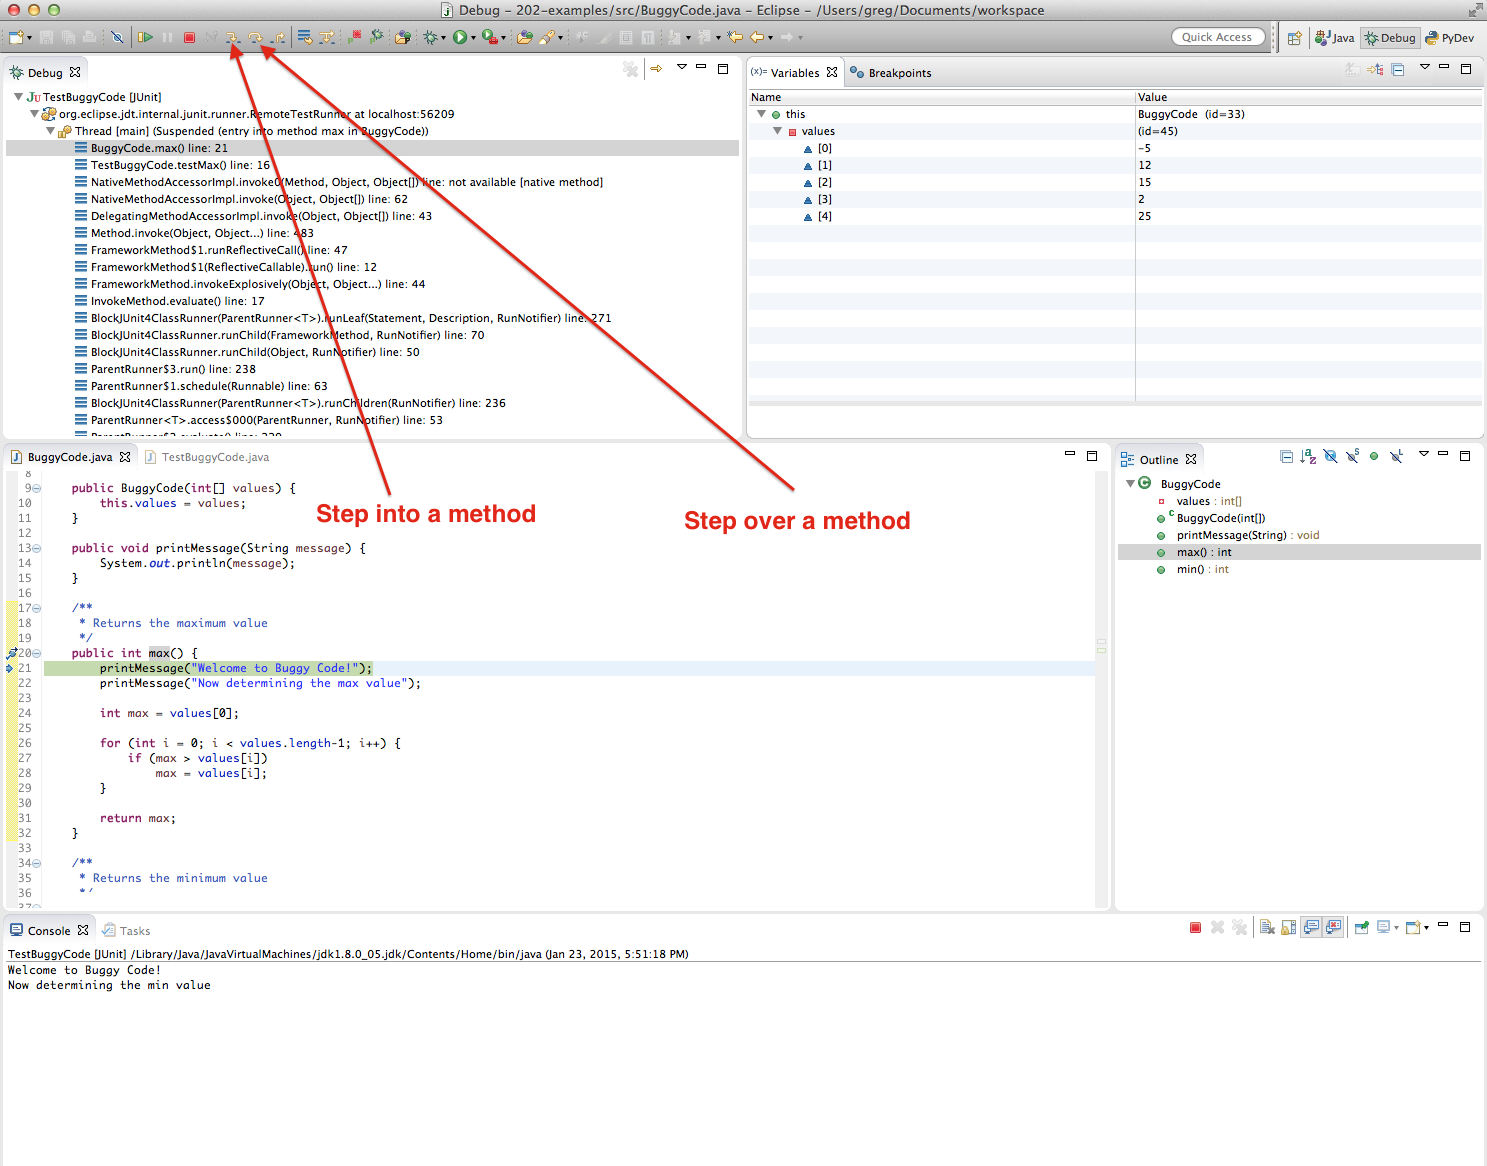 Debug - 202-examples/src/BuggyCode.java - Eclipse - /Users/greg/Documents/workspace
Quick Access
Java
Debug
PyDev
Debug
TestBuggyCode [JUnit]
org.eclipse.jdt.internal.junit.runner.RemoteTestRunner at localhost:56209
Thread [main] (Suspended (entry into method max in BuggyCode))
BuggyCode.max() line: 21
TestBuggyCode.testMax() line: 16
NativeMethodAccessorImpl.invoke0(Method, Object, Object[]) line: not available [native method]
NativeMethodAccessorImpl.invoke(Object, Object[]) line: 62
DelegatingMethodAccessorImpl.invoke(Object, Object[]) line: 43
Method.invoke(Object, Object...) line: 483
FrameworkMethod$1.runReflectiveCall() line: 47
FrameworkMethod$1(ReflectiveCallable).run() line: 12
FrameworkMethod.invokeExplosively(Object, Object...) line: 44
InvokeMethod.evaluate() line: 17
BlockJUnit4ClassRunner(ParentRunner<T>).runLeaf(Statement, Description, RunNotifier) line: 271
BlockJUnit4ClassRunner.runChild(FrameworkMethod, RunNotifier) line: 70
BlockJUnit4ClassRunner.runChild(Object, RunNotifier) line: 50
ParentRunner$3.run() line: 238
ParentRunner$1.schedule(Runnable) line: 63
BlockJUnit4ClassRunner(ParentRunner<T>).runChildren(RunNotifier) line: 236
ParentRunner<T>.access$000(ParentRunner, RunNotifier) line: 53
(x)= Variables
Breakpoints
Name Value
this BuggyCode (id=33)
values (id=45)
[0] -5
[1] 12
[2] 15
[3] 2
[4] 25
Step into a method
Step over a method
BuggyCode.java
TestBuggyCode.java
8
9 public BuggyCode(int[] values) {
10 this.values = values;
11 }
12
13 public void printMessage(String message) {
14 System.out.println(message);
15 }
16
17 /**
18 * Returns the maximum value
19 */
20 public int max() {
21 printMessage("Welcome to Buggy Code!");
22 printMessage("Now determining the max value");
23
24 int max = values[0];
25
26 for (int i = 0; i < values.length-1; i++) {
27 if (max > values[i])
28 max = values[i];
29 }
30
31 return max;
32 }
33
34 /**
35 * Returns the minimum value
36 */
37
Outline
BuggyCode
values : int[]
BuggyCode(int[])
printMessage(String) : void
max() : int
min() : int
Console
Tasks
TestBuggyCode [JUnit] /Library/Java/JavaVirtualMachines/jdk1.8.0_05.jdk/Contents/Home/bin/java (Jan 23, 2015, 5:51:18 PM)
Welcome to Buggy Code!
Now determining the min value